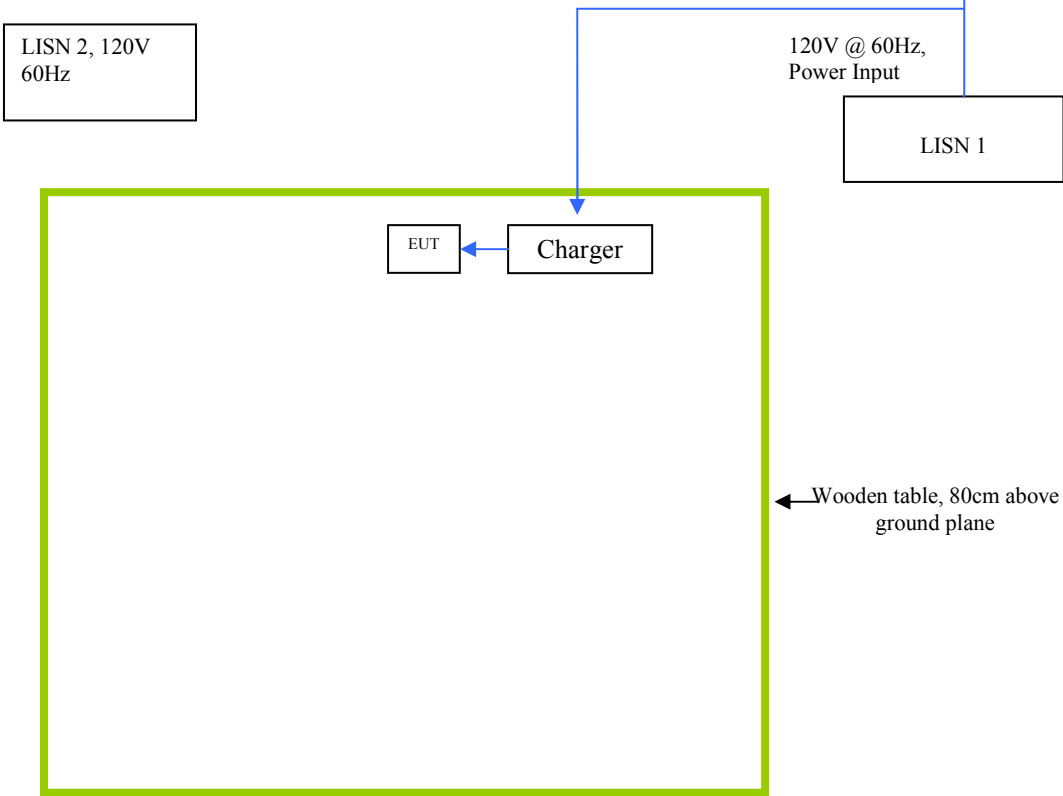 LISN 2, 120V
60Hz
120V @ 60Hz,
Power Input
LISN 1
EUT
Charger
Wooden table, 80cm above
ground plane